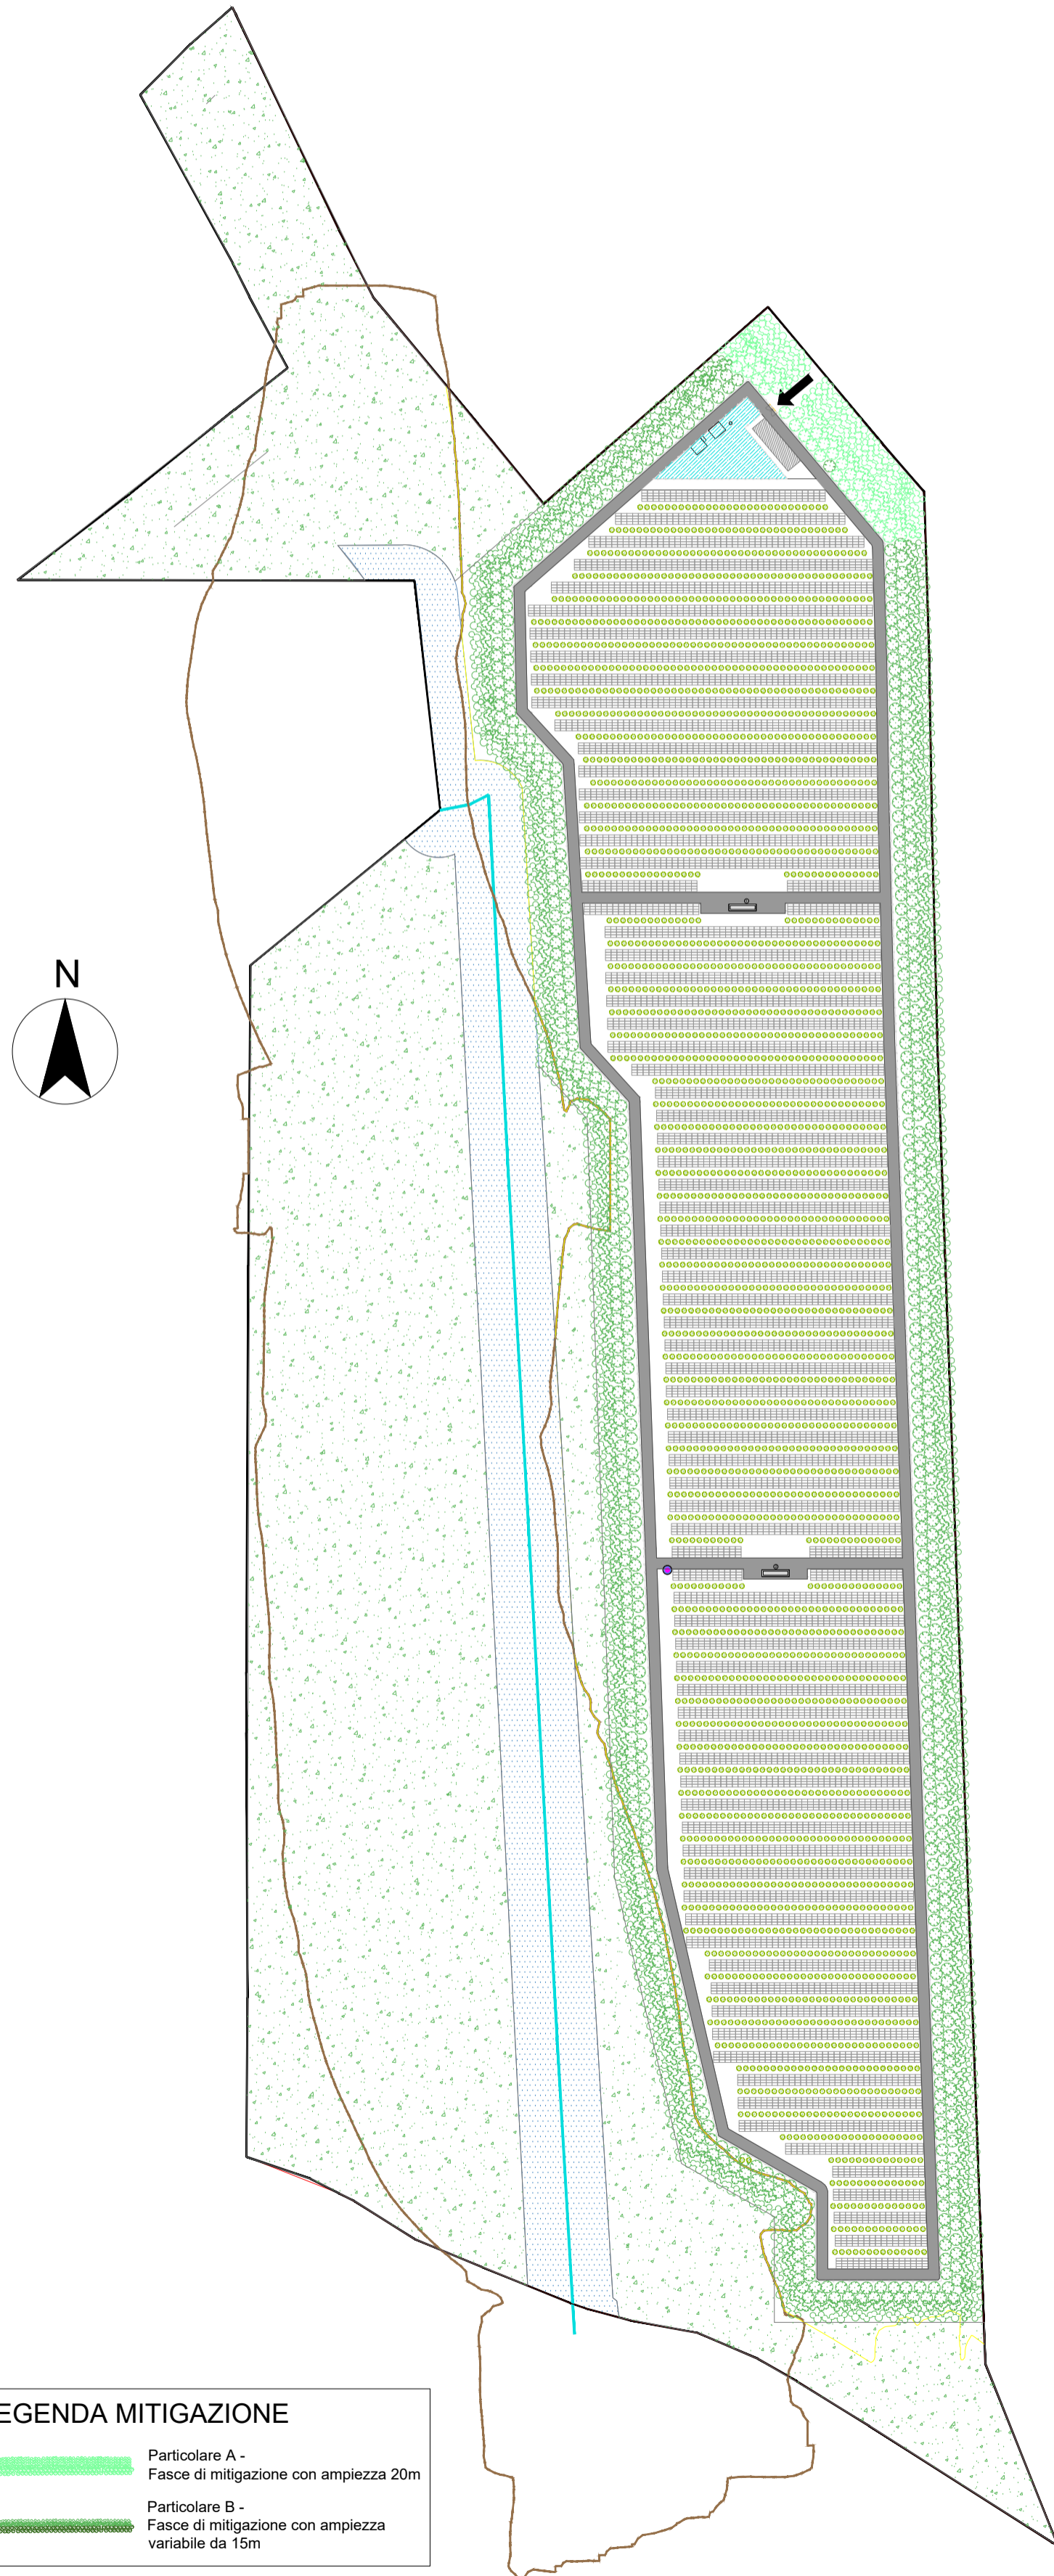 N
EGENDA MITIGAZIONE
Particolare A -
Fasce di mitigazione con ampiezza 20m
Particolare B -
Fasce di mitigazione con ampiezza
variabile da 15m